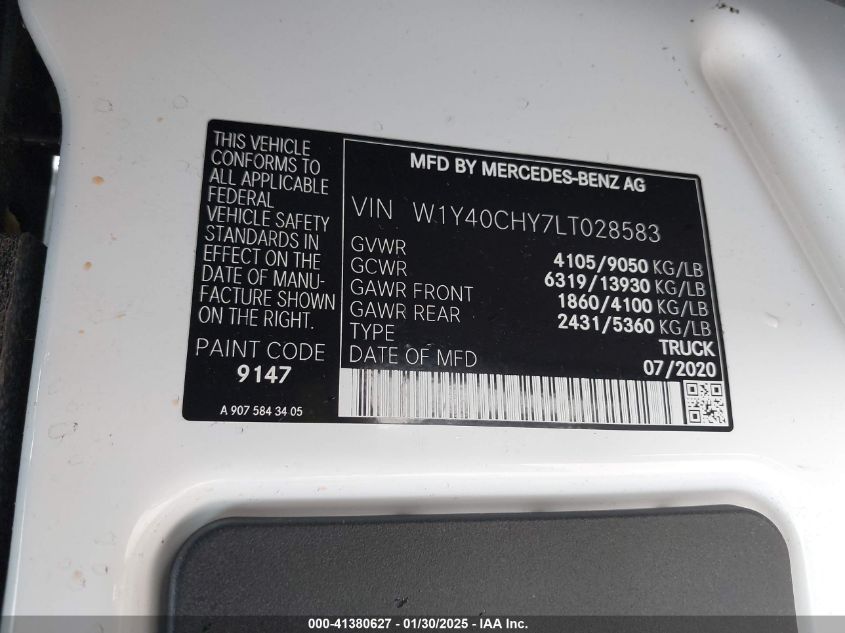 THIS VEHICLE
CONFORMS TO
ALL APPLICABLE
FEDERAL
VEHICLE SAFETY
STANDARDS IN
EFFECT ON THE
DATE OF MANU-
FACTURE SHOWN
ON THE RIGHT.
PAINT CODE
9147
A 907 584 34 05
MFD BY MERCEDES-BENZ AG
VIN W1Y40CHY7LT028583
GVWR 4105/9050 KG/LB
GCWR 6319/13930 KG/LB
GAWR FRONT 1860/4100 KG/LB
GAWR REAR 2431/5360 KG/LB
TYPE TRUCK
DATE OF MFD 07/2020
000-41380627 - 01/30/2025 - IAA Inc.